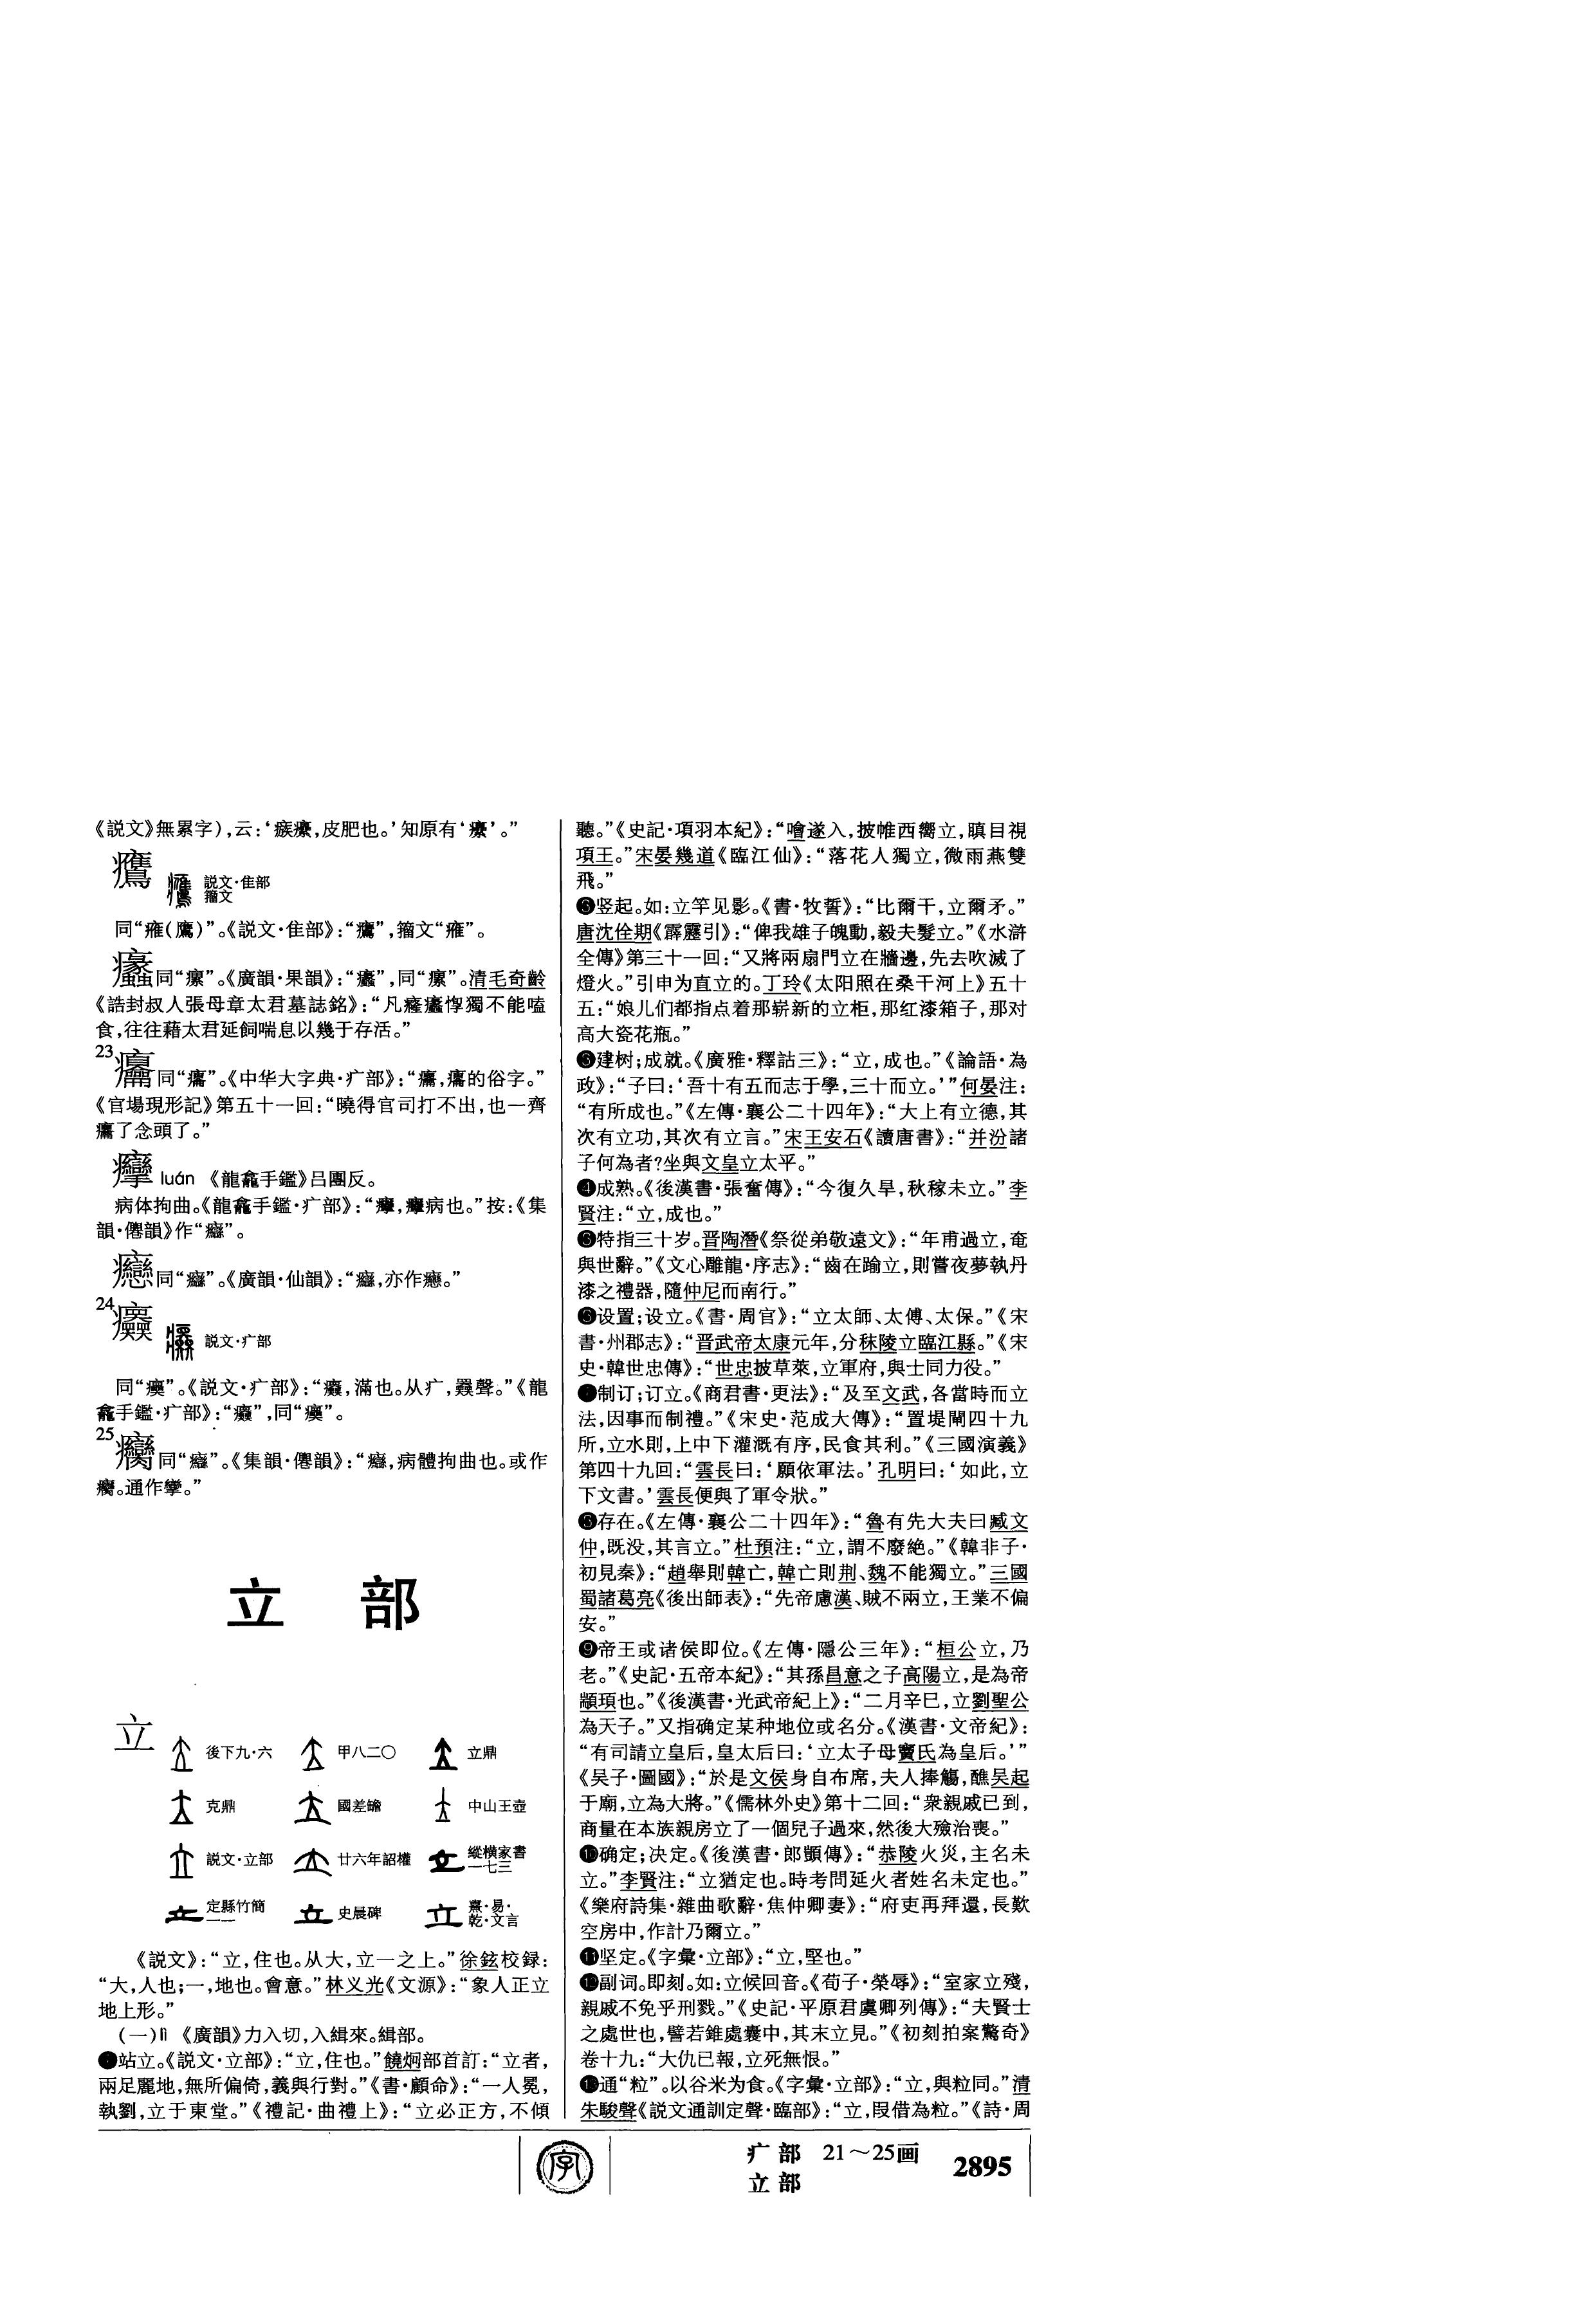 《説文》無累字),云:‘瘯癳,皮肥也。’知原有‘癳’。”
説文·隹部
籀文
同“䧹(鷹)”。《説文·隹部》:“㿝”,籀文“䧹”。
同“瘰”。《廣韻·果韻》:“㿚”,同“瘰”。清毛奇齡
《誥封叔人張母章太君墓誌銘》:“凡癃㿚惸獨不能嗑
食,往往藉太君延飼喘息以幾于存活。”
23
同“癟”。《中华大字典·疒部》:“,癟的俗字。”
《官場現形記》第五十一回:“曉得官司打不出,也一齊
了念頭了。”
luán 《龍龕手鑑》吕團反。
病体拘曲。《龍龕手鑑·疒部》:“,病也。”按:《集
韻·僊韻》作“癴”。
同“癴”。《廣韻·仙韻》:“癴,亦作。”
24
説文·疒部
同“㾄”。《説文·疒部》:“,滿也。从疒,㒹聲。”《龍
龕手鑑·疒部》:“”,同“”。
25
同“癴”。《集韻·僊韻》:“癴,病體拘曲也。或作
。通作攣。”
立 部
立
後下九·六 甲八二〇 立鼎
克鼎 國差𦉜 中山王壺
説文·立部 廿六年詔權 縱横家書一七三
定縣竹簡一一 史晨碑 熹·易·乾·文言
《説文》:“立,住也。从大,立一之上。”徐鉉校録:
“大,人也;一,地也。會意。”林义光《文源》:“象人正立
地上形。”
(一)lì 《廣韻》力入切,入緝來。緝部。
❶站立。《説文·立部》:“立,住也。”饒炯部首訂:“立者,
兩足麗地,無所偏倚,義與行對。”《書·顧命》:“一人冕,
執劉,立于東堂。”《禮記·曲禮上》:“立必正方,不傾
聽。”《史記·項羽本紀》:“噲遂入,披帷西嚮立,瞋目視
項王。”宋晏幾道《臨江仙》:“落花人獨立,微雨燕雙
飛。”
❷竖起。如:立竿见影。《書·牧誓》:“比爾干,立爾矛。”
唐沈佺期《霹靂引》:“俾我雄子魄動,毅夫髮立。”《水滸
全傳》第三十一回:“又將兩扇門立在牆邊,先去吹滅了
燈火。”引申为直立的。丁玲《太阳照在桑干河上》五十
五:“娘儿们都指点着那崭新的立柜,那红漆箱子,那对
高大瓷花瓶。”
❸建树;成就。《廣雅·釋詁三》:“立,成也。”《論語·為
政》:“子曰:‘吾十有五而志于學,三十而立。’”何晏注:
“有所成也。”《左傳·襄公二十四年》:“大上有立德,其
次有立功,其次有立言。”宋王安石《讀唐書》:“并汾諸
子何為者?坐與文皇立太平。”
❹成熟。《後漢書·張奮傳》:“今復久旱,秋稼未立。”李
賢注:“立,成也。”
❺特指三十岁。晋陶潛《祭從弟敬遠文》:“年甫過立,奄
與世辭。”《文心雕龍·序志》:“齒在踰立,則嘗夜夢執丹
漆之禮器,隨仲尼而南行。”
❻设置;设立。《書·周官》:“立太師、太傅、太保。”《宋
書·州郡志》:“晋武帝太康元年,分秣陵立臨江縣。”《宋
史·韓世忠傳》:“世忠披草萊,立軍府,與士同力役。”
❼制订;订立。《商君書·更法》:“及至文武,各當時而立
法,因事而制禮。”《宋史·范成大傳》:“置堤閘四十九
所,立水則,上中下灌溉有序,民食其利。”《三國演義》
第四十九回:“雲長曰:‘願依軍法。’孔明曰:‘如此,立
下文書。’雲長便與了軍令狀。”
❽存在。《左傳·襄公二十四年》:“魯有先大夫曰臧文
仲,既没,其言立。”杜預注:“立,謂不廢絶。”《韓非子·
初見秦》:“趙舉則韓亡,韓亡則荆、魏不能獨立。”三國
蜀諸葛亮《後出師表》:“先帝慮漢、賊不兩立,王業不偏
安。”
❾帝王或诸侯即位。《左傳·隱公三年》:“桓公立,乃
老。”《史記·五帝本紀》:“其孫昌意之子高陽立,是為帝
顓頊也。”《後漢書·光武帝紀上》:“二月辛巳,立劉聖公
為天子。”又指确定某种地位或名分。《漢書·文帝紀》:
“有司請立皇后,皇太后曰:‘立太子母竇氏為皇后。’”
《吴子·圖國》:“於是文侯身自布席,夫人捧觴,醮吴起
于廟,立為大將。”《儒林外史》第十二回:“衆親戚已到,
商量在本族親房立了一個兒子過來,然後大殮治喪。”
❿确定;决定。《後漢書·郎顗傳》:“恭陵火災,主名未
立。”李賢注:“立猶定也。時考問延火者姓名未定也。”
《樂府詩集·雜曲歌辭·焦仲卿妻》:“府吏再拜還,長歎
空房中,作計乃爾立。”
⓫坚定。《字彙·立部》:“立,堅也。”
⓬副词。即刻。如:立候回音。《荀子·榮辱》:“室家立殘,
親戚不免乎刑戮。”《史記·平原君虞卿列傳》:“夫賢士
之處世也,譬若錐處囊中,其末立見。”《初刻拍案驚奇》
卷十九:“大仇已報,立死無恨。”
⓭通“粒”。以谷米为食。《字彙·立部》:“立,與粒同。”清
朱駿聲《説文通訓定聲·臨部》:“立,叚借為粒。”《詩·周
字
疒部 21～25画
立部
2895